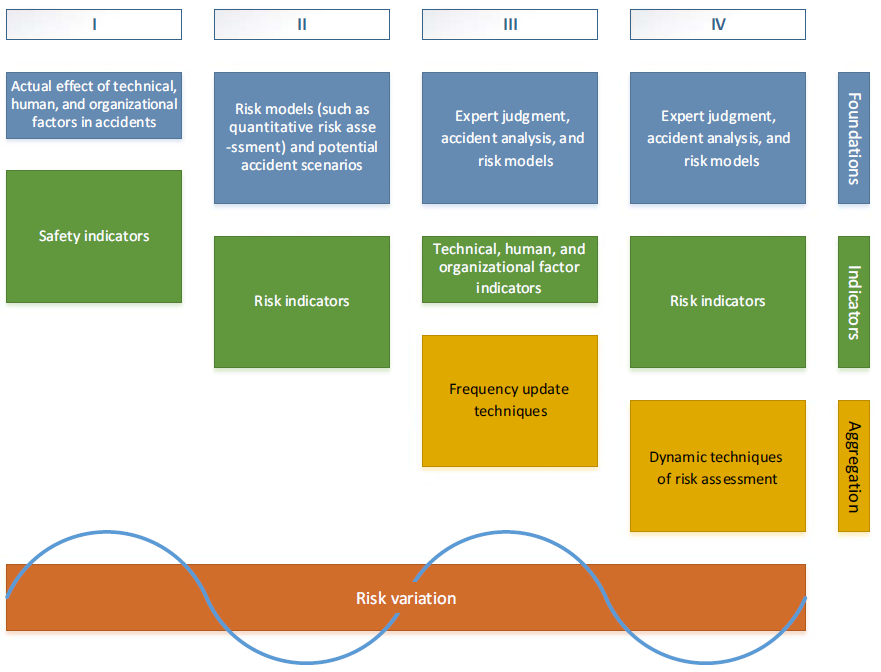 I
II
III
IV
Actual effect of technical,
human, and organizational
factors in accidents
Risk models (such as
quantitative risk asse
-ssment) and potential
accident scenarios
Expert judgment,
accident analysis, and
risk models
Expert judgment,
accident analysis, and
risk models
Foundations
Safety indicators
Risk indicators
Technical, human, and
organizational factor
indicators
Risk indicators
Indicators
Frequency update
techniques
Dynamic techniques
of risk assessment
Aggregation
Risk variation